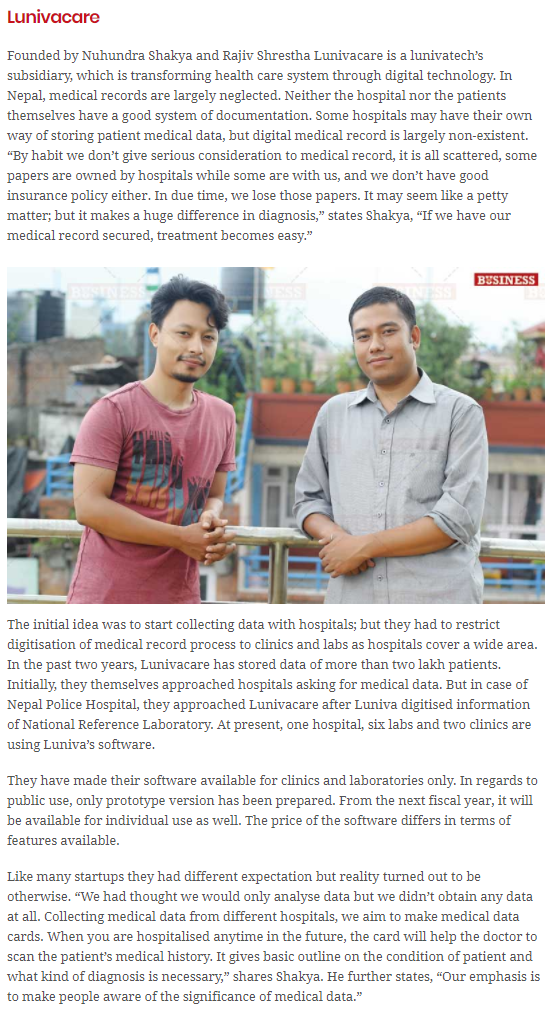 Lunivacare
Founded by Nuhundra Shakya and Rajiv Shrestha Lunivacare is a lunivatech's
subsidiary, which is transforming health care system through digital technology. In
Nepal, medical records are largely neglected. Neither the hospital nor the patients
themselves have a good system of documentation. Some hospitals may have their own
way of storing patient medical data, but digital medical record is largely non-existent.
“By habit we don't give serious consideration to medical record, it is all scattered, some
papers are owned by hospitals while some are with us, and we don't have good
insurance policy either. In due time, we lose those papers. It may seem like a petty
matter; but it makes a huge difference in diagnosis,” states Shakya, “If we have our
medical record secured, treatment becomes easy.”
BUSINESS
The initial idea was to start collecting data with hospitals; but they had to restrict
digitisation of medical record process to clinics and labs as hospitals cover a wide area.
In the past two years, Lunivacare has stored data of more than two lakh patients.
Initially, they themselves approached hospitals asking for medical data. But in case of
Nepal Police Hospital, they approached Lunivacare after Luniva digitised information
of National Reference Laboratory. At present, one hospital, six labs and two clinics are
using Luniva's software.
They have made their software available for clinics and laboratories only. In regards to
public use, only prototype version has been prepared. From the next fiscal year, it will
be available for individual use as well. The price of the software differs in terms of
features available.
Like many startups they had different expectation but reality turned out to be
otherwise. “We had thought we would only analyse data but we didn't obtain any data
at all. Collecting medical data from different hospitals, we aim to make medical data
cards. When you are hospitalised anytime in the future, the card will help the doctor to
scan the patient's medical history. It gives basic outline on the condition of patient and
what kind of diagnosis is necessary,” shares Shakya. He further states, “Our emphasis is
to make people aware of the significance of medical data.”